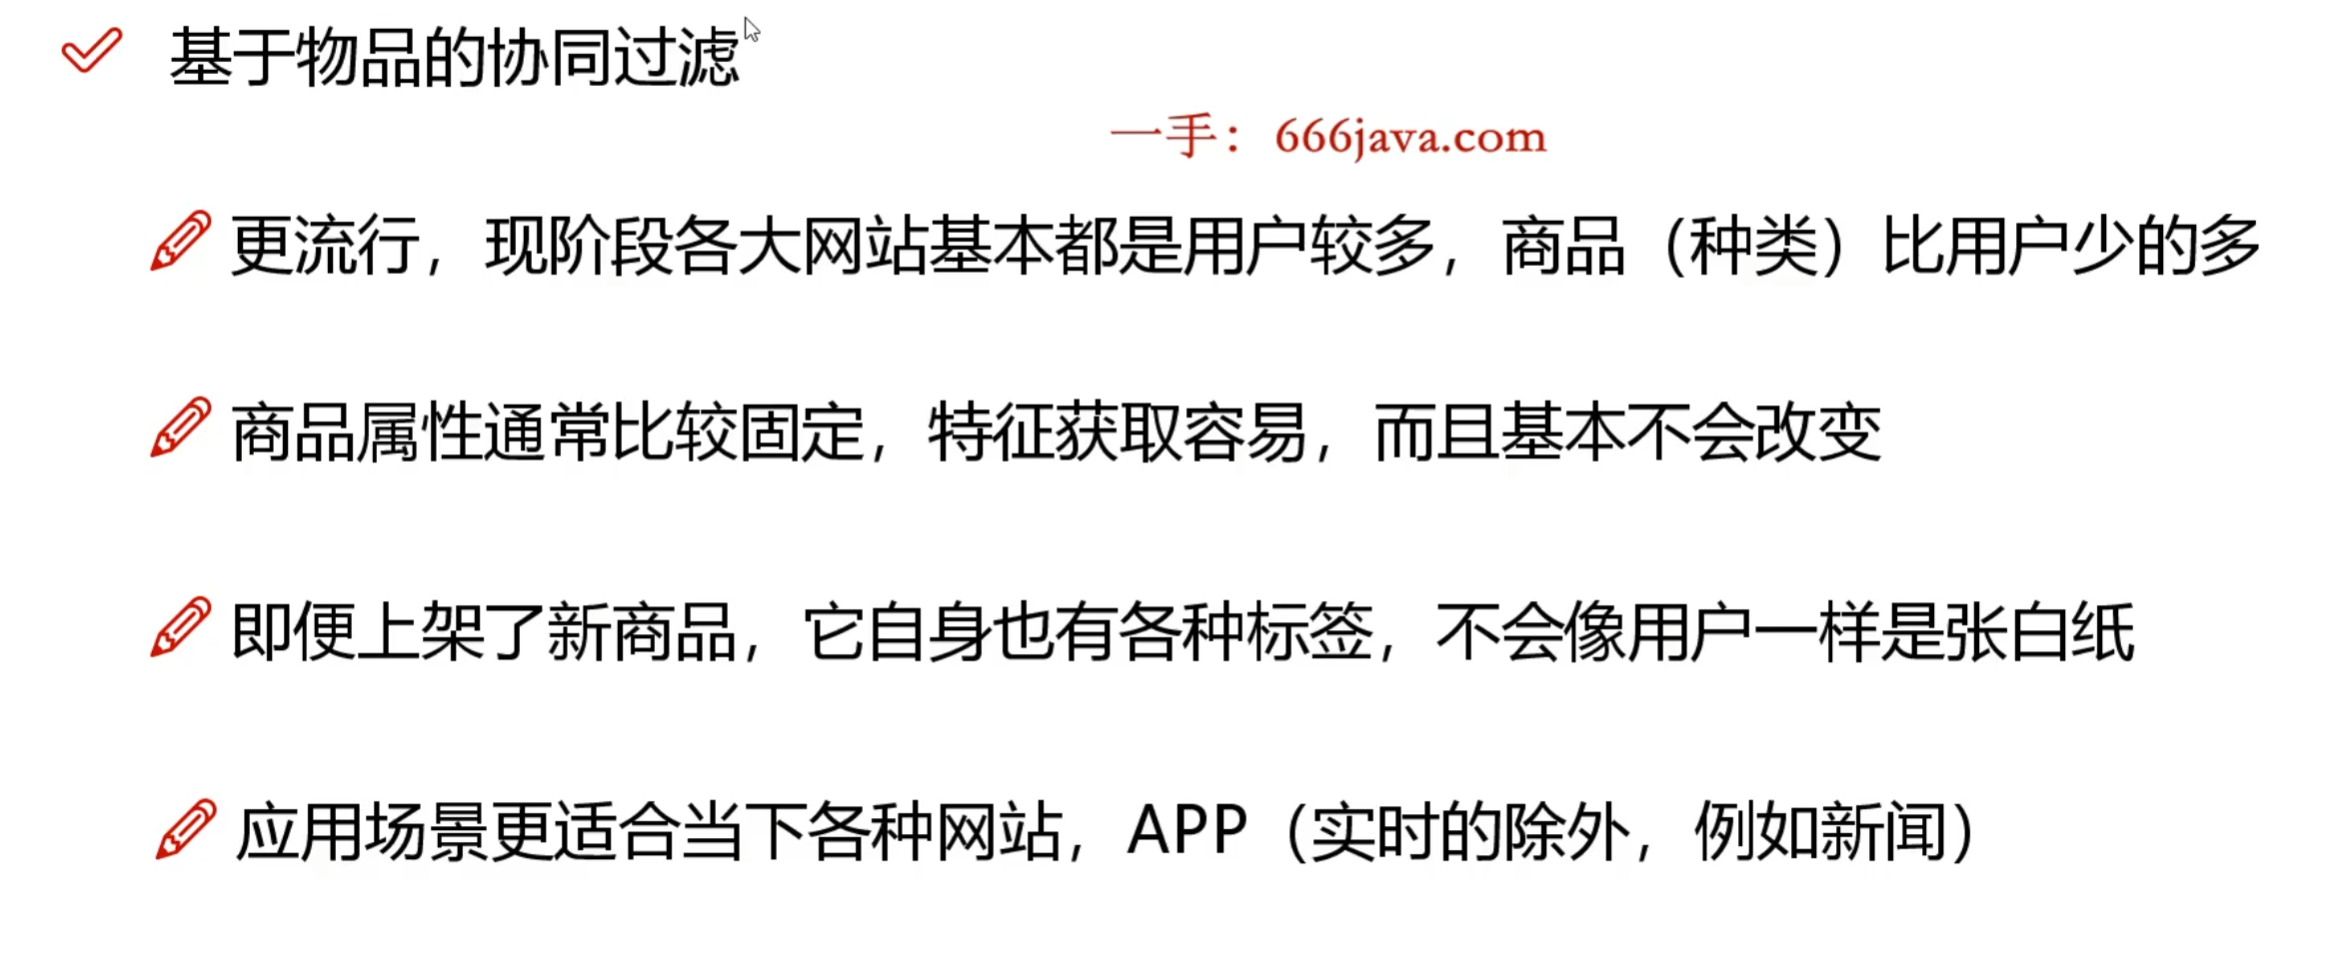 基于物品的协同过滤
一手：666java.com
更流行，现阶段各大网站基本都是用户较多，商品（种类）比用户少的多
商品属性通常比较固定，特征获取容易，而且基本不会改变
即便上架了新商品，它自身也有各种标签，不会像用户一样是张白纸
应用场景更适合当下各种网站，APP（实时的除外，例如新闻）